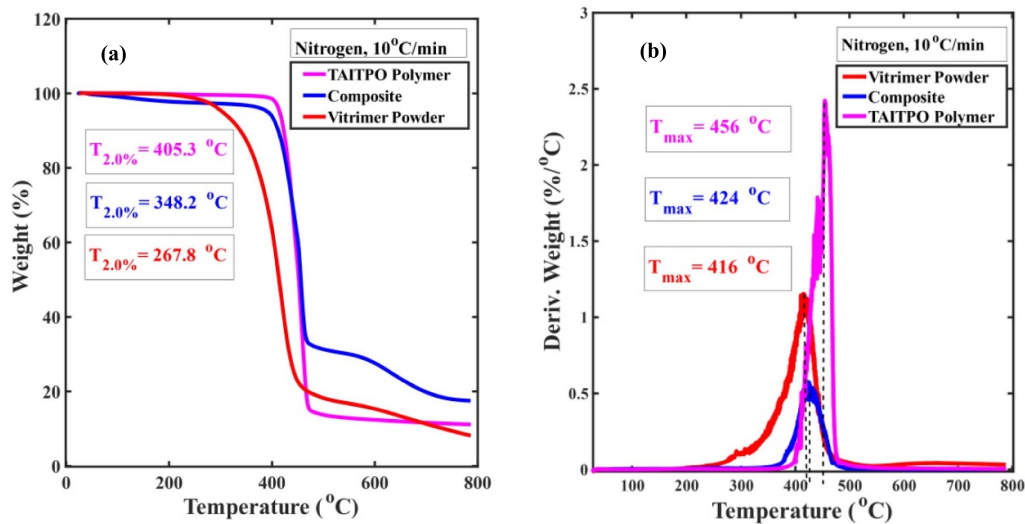 (a)
Nitrogen, 10°C/min
TAITPO Polymer
Composite
Vitrimer Powder
T2.0%= 405.3 °C
T2.0%= 348.2 °C
T2.0%= 267.8 °C
Weight (%)
120
100
80
60
40
20
0
0 200 400 600 800
Temperature (°C)
(b)
Nitrogen, 10°C/min
Vitrimer Powder
Composite
TAITPO Polymer
Tmax = 456 °C
Tmax = 424 °C
Tmax = 416 °C
Deriv. Weight (%/°C)
3
2.5
2
1.5
1
0.5
0
100 200 300 400 500 600 700 800
Temperature (°C)